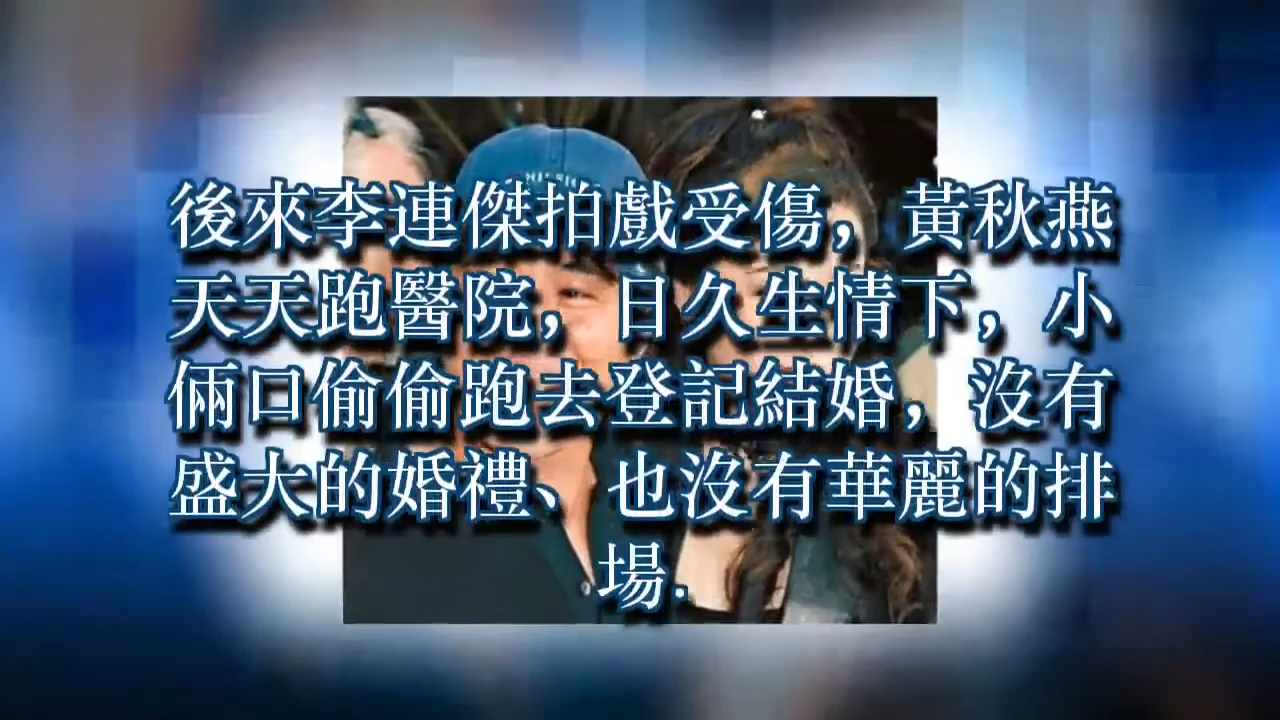 後來李連傑拍戲受傷，黃秋燕
天天跑醫院，日久生情下，小
倆口偷偷跑去登記結婚，沒有
盛大的婚禮、也沒有華麗的排
場.